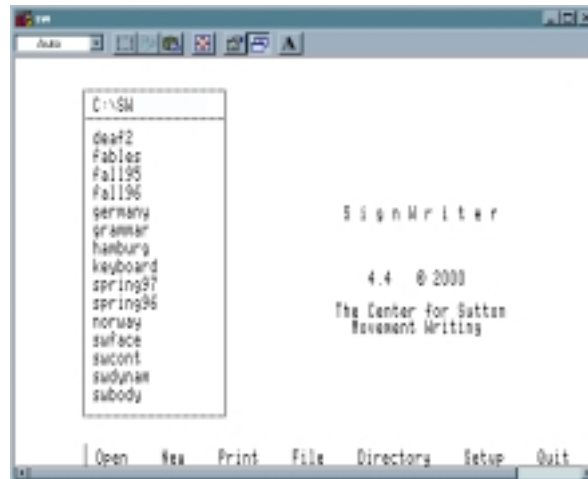 sw
Auto
A
C:\SW
deaf2
fables
fall95
fall96
germany
grammar
hamburg
keyboard
spring97
spring96
norway
swface
swcont
swdynam
swbody
SignWriter
4.4 © 2000
The Center for Sutton
Movement Writing
Open New Print File Directory Setup Quit